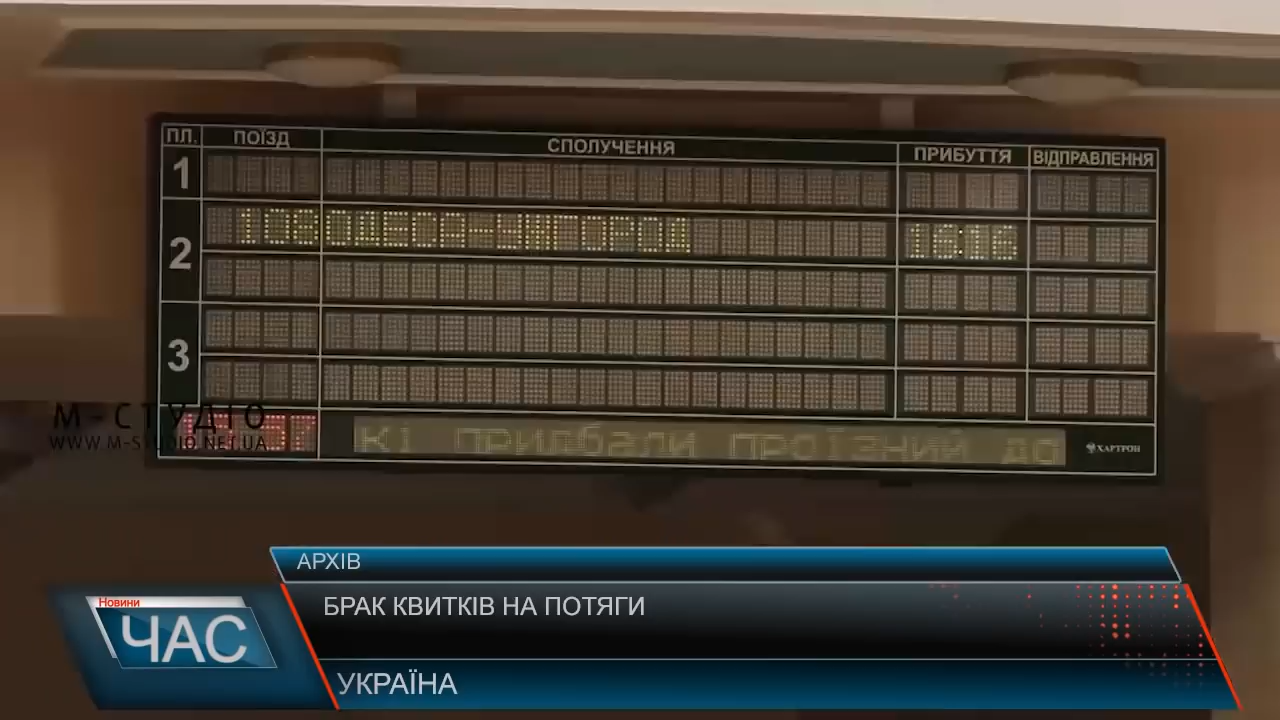 ПЛ. ПОЇЗД СПОЛУЧЕННЯ ПРИБУТТЯ ВІДПРАВЛЕННЯ
1
2 108 ОДЕСА-УЖГОРОД 16:16
3
кі придбали проїзний до
ХАРТРОН
М-СТУДІО
WWW.M-STUDIO.NET.UA
АРХІВ
БРАК КВИТКІВ НА ПОТЯГИ
Новини
ЧАС
УКРАЇНА